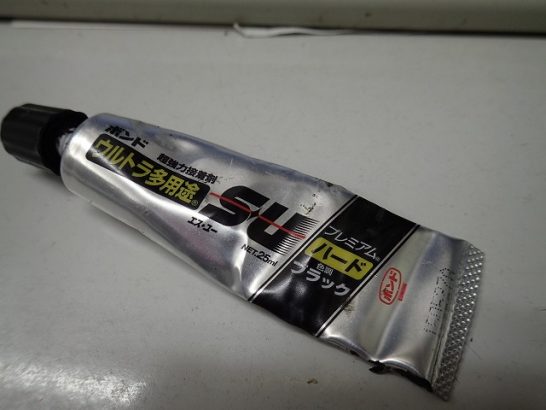 ボンド
超強力接着剤
ウルトラ多用途®
SU
エス・ユー
NET.25ml
プレミアム®
ハード
色調
ブラック
ボンド